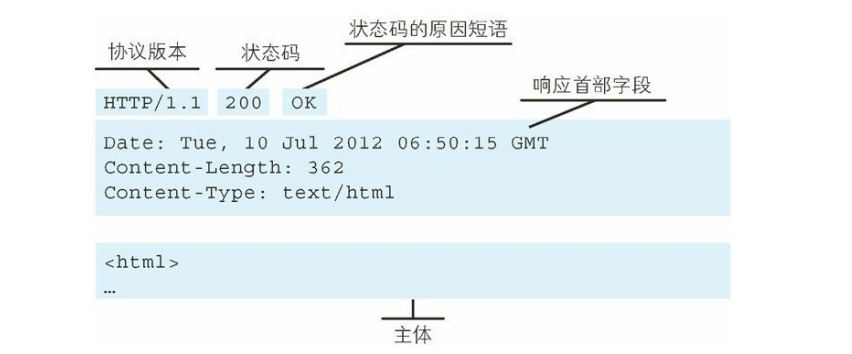 状态码的原因短语
协议版本 状态码
响应首部字段
HTTP/1.1 200 OK
Date: Tue, 10 Jul 2012 06:50:15 GMT
Content-Length: 362
Content-Type: text/html
<html>
…
主体